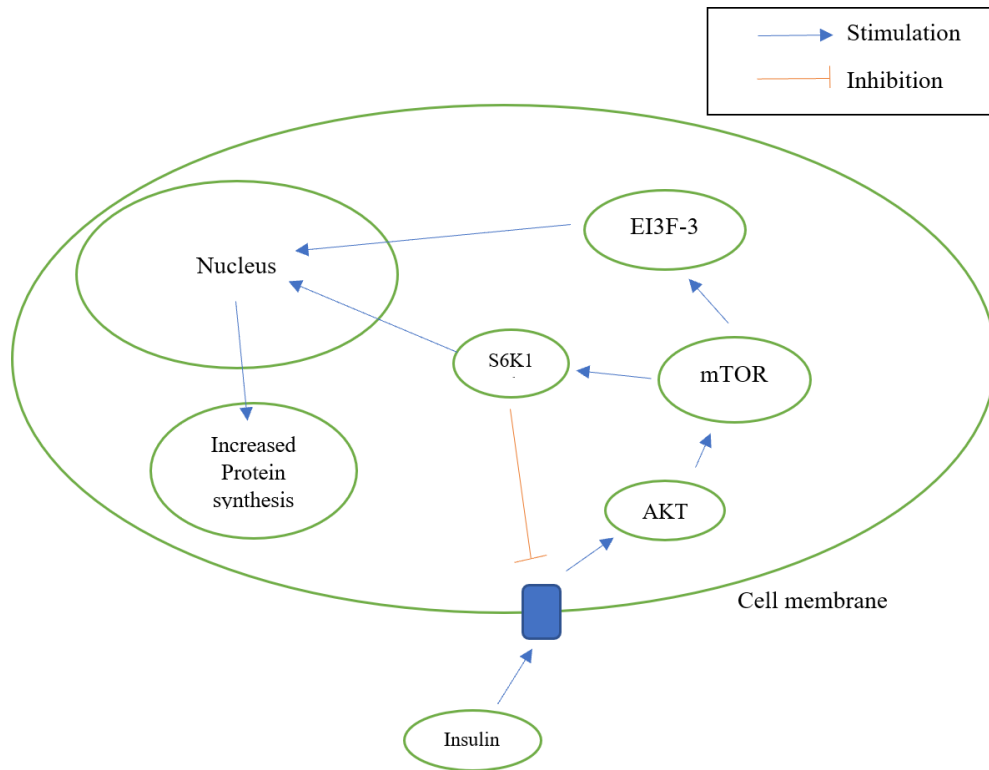 Stimulation
Inhibition
EI3F-3
Nucleus
S6K1
mTOR
Increased
Protein
synthesis
AKT
Cell membrane
Insulin